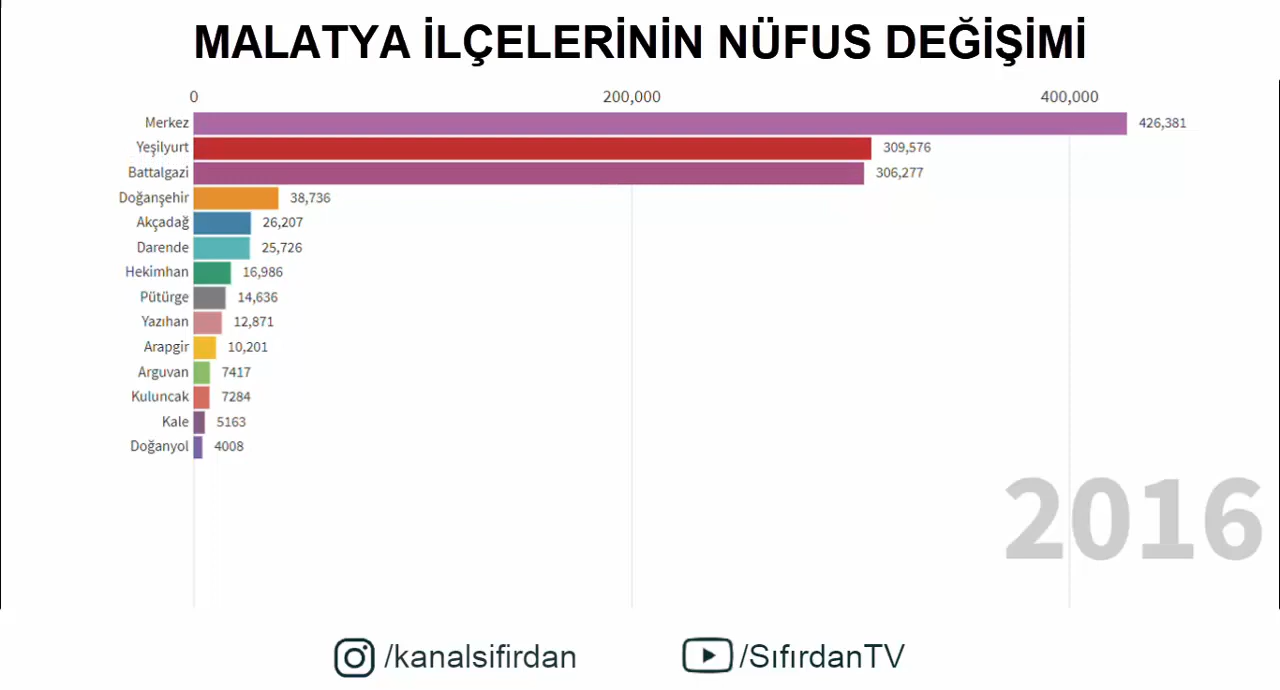 MALATYA İLÇELERİNİN NÜFUS DEĞİŞİMİ
0 200,000 400,000
Merkez 426,381
Yeşilyurt 309,576
Battalgazi 306,277
Doğanşehir 38,736
Akçadağ 26,207
Darende 25,726
Hekimhan 16,986
Pütürge 14,636
Yazıhan 12,871
Arapgir 10,201
Arguvan 7417
Kuluncak 7284
Kale 5163
Doğanyol 4008
2016
/kanalsifirdan /SıfırdanTV